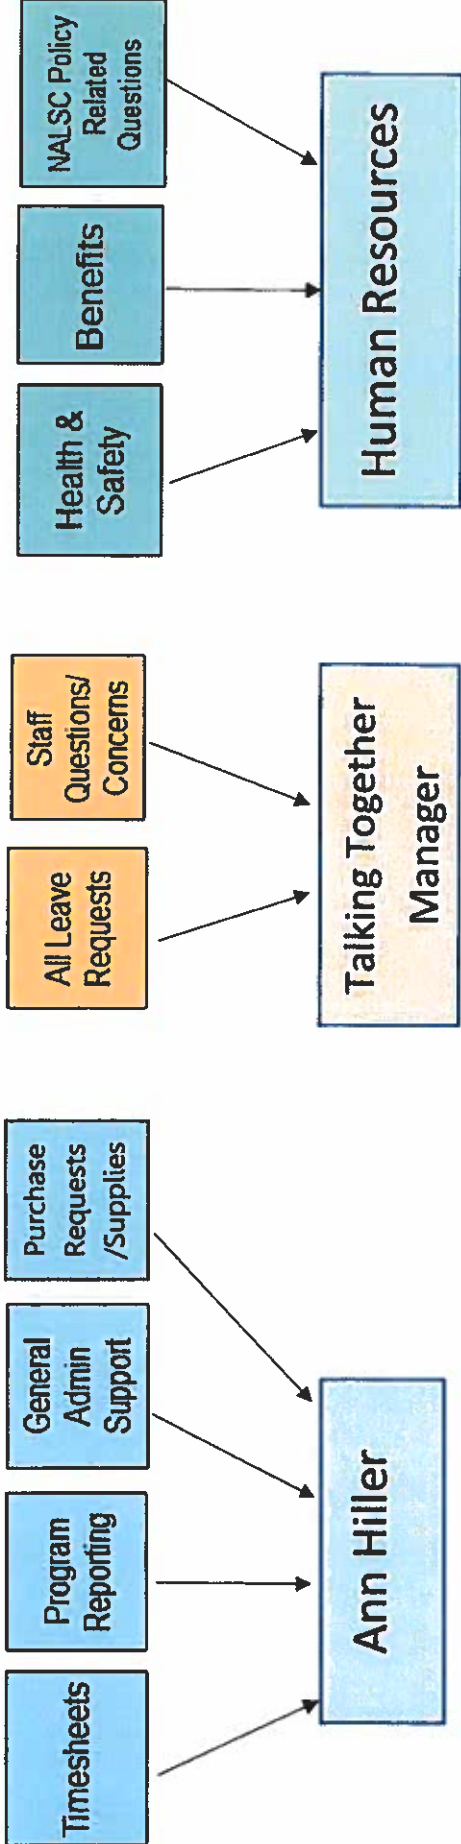 Timesheets
Program
Reporting
General
Admin
Support
Purchase
Requests
/Supplies
All Leave
Requests
Staff
Questions/
Concerns
Health &
Safety
Benefits
NALSC Policy
Related
Questions
Ann Hiller
Talking Together
Manager
Human Resources